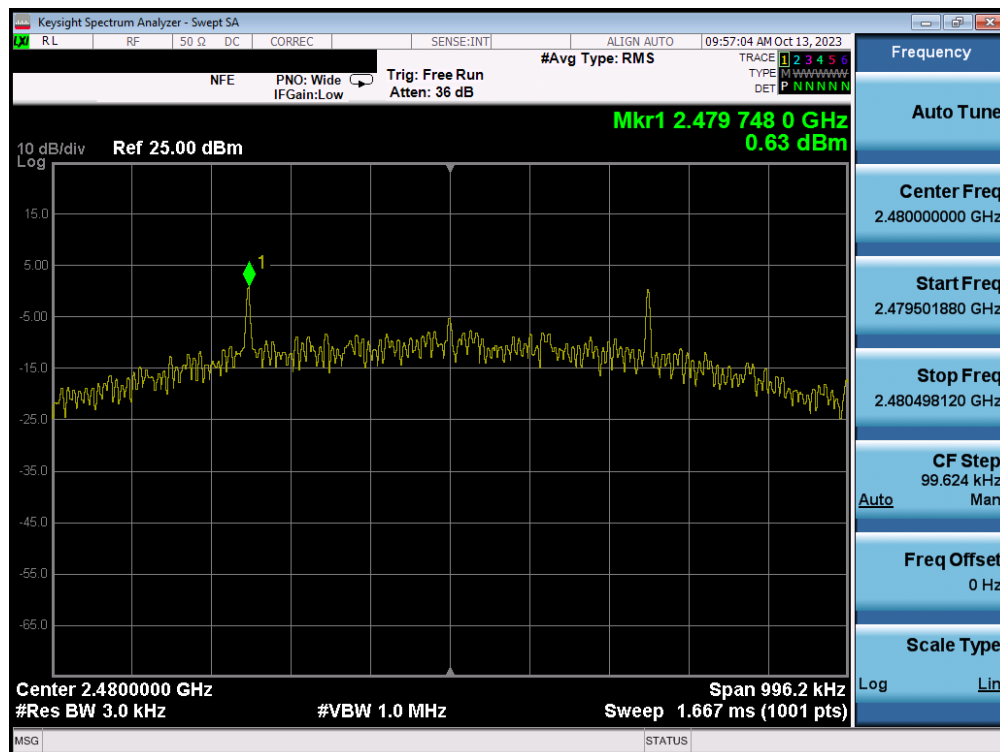 Keysight Spectrum Analyzer - Swept SA
LXI RL RF 50 Ω DC CORREC SENSE:INT ALIGN AUTO 09:57:04 AM Oct 13, 2023
NFE PNO: Wide IFGain:Low
Trig: Free Run
Atten: 36 dB
#Avg Type: RMS
TRACE 1 2 3 4 5 6
TYPE M W W W W W
DET P N N N N N
Mkr1 2.479 748 0 GHz
0.63 dBm
10 dB/div Ref 25.00 dBm
Log
15.0
5.00
-5.00
-15.0
-25.0
-35.0
-45.0
-55.0
-65.0
1
Center 2.4800000 GHz Span 996.2 kHz
#Res BW 3.0 kHz #VBW 1.0 MHz Sweep 1.667 ms (1001 pts)
MSG STATUS
Frequency
Auto Tune
Center Freq
2.480000000 GHz
Start Freq
2.479501880 GHz
Stop Freq
2.480498120 GHz
CF Step
99.624 kHz
Auto Man
Freq Offset
0 Hz
Scale Type
Log Lin